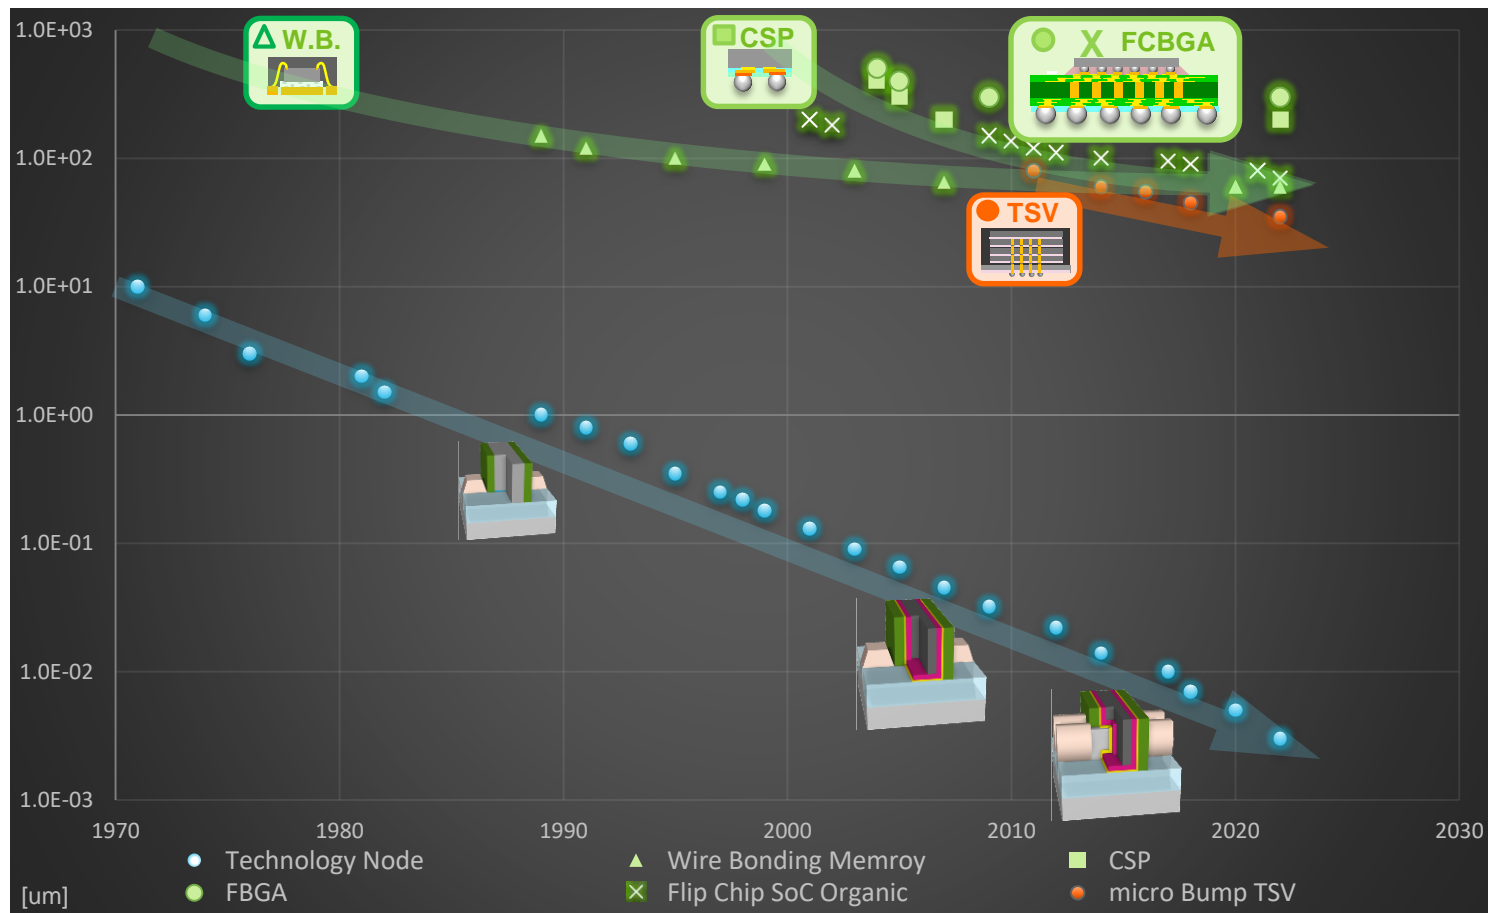 1.0E+03
W.B.
CSP
X FCBGA
1.0E+02
TSV
1.0E+01
1.0E+00
1.0E-01
1.0E-02
1.0E-03
1970 1980 1990 2000 2010 2020 2030
Technology Node Wire Bonding Memroy CSP
FBGA Flip Chip SoC Organic micro Bump TSV
[um]